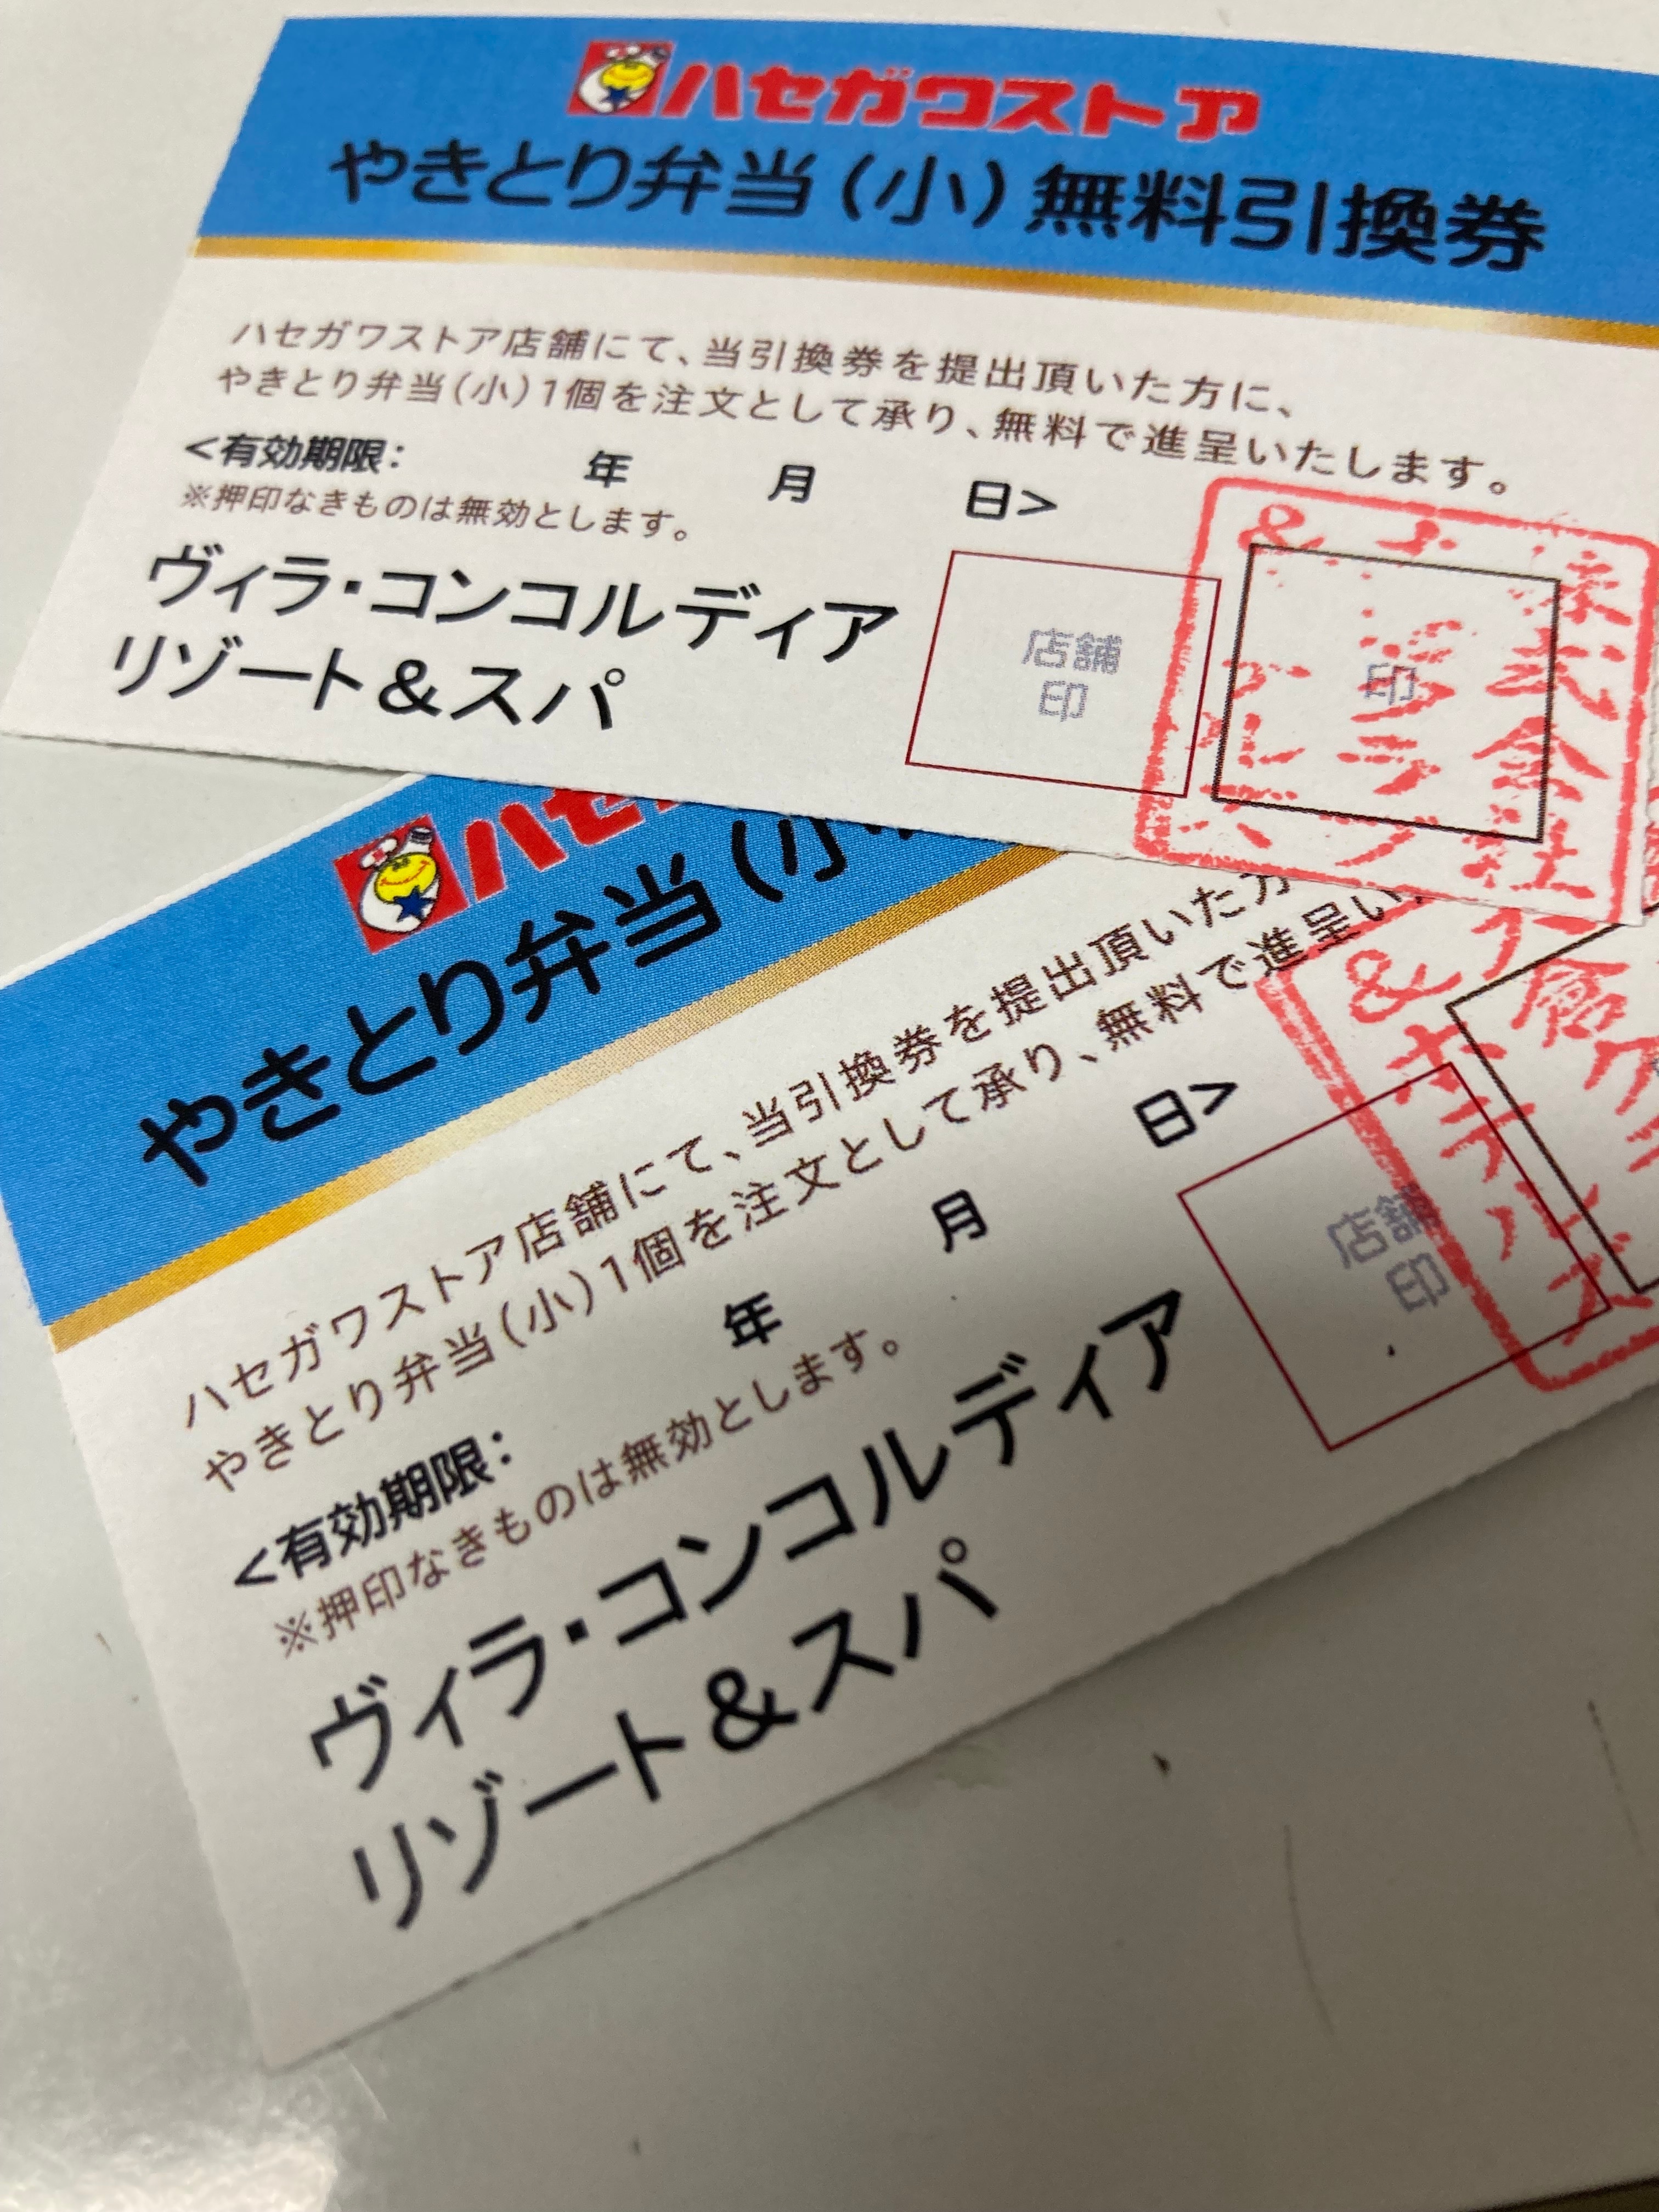 ハセガワストア
やきとり弁当(小)無料引換券
ハセガワストア店舗にて、当引換券を提出頂いた方に、
やきとり弁当(小)1個を注文として承り、無料で進呈いたします。
<有効期限: 年 月 日>
※押印なきものは無効とします。
ヴィラ・コンコルディア
リゾート&スパ
店舗
印
印
株式会社
&
ハセ
やきとり弁当(小
ハセガワストア店舗にて、当引換券を提出頂いた方
やきとり弁当(小)1個を注文として承り、無料で進呈い
<有効期限: 年 月 日>
※押印なきものは無効とします。
ヴィラ・コンコルディア
リゾート&スパ
店舗
印
&ホテルズ